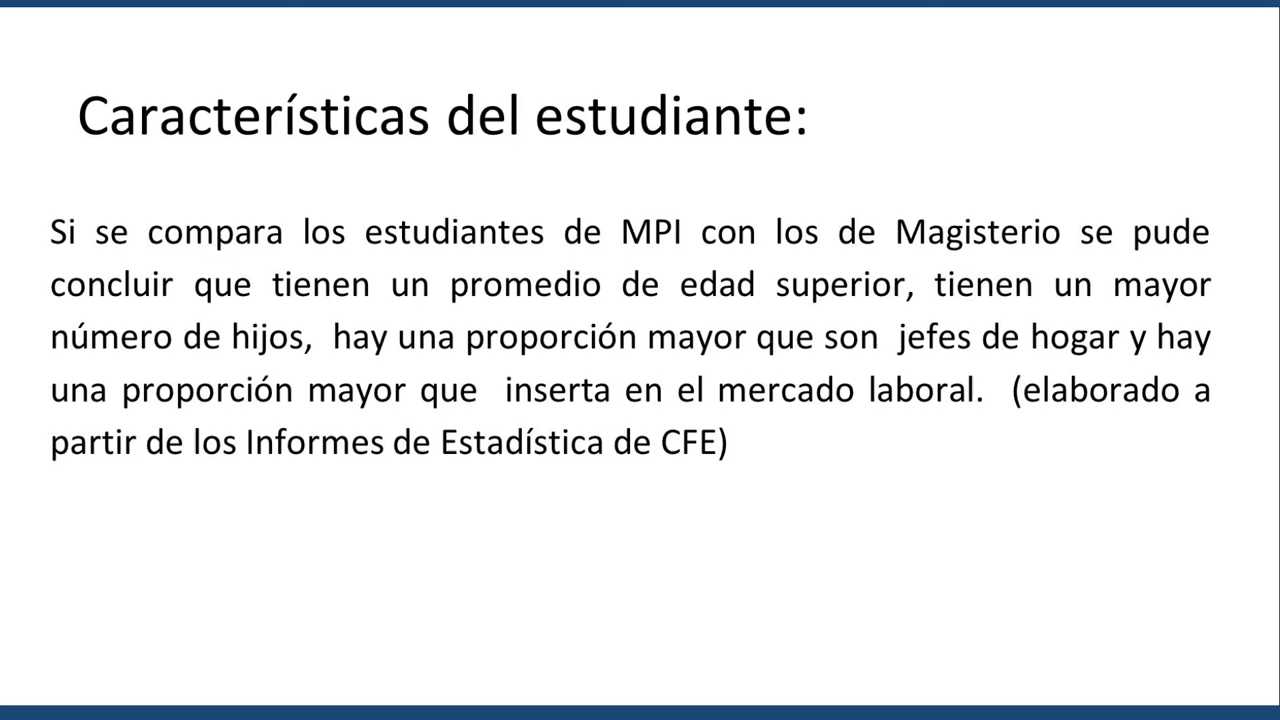 Características del estudiante:
Si se compara los estudiantes de MPI con los de Magisterio se pude
concluir que tienen un promedio de edad superior, tienen un mayor
número de hijos, hay una proporción mayor que son jefes de hogar y hay
una proporción mayor que inserta en el mercado laboral. (elaborado a
partir de los Informes de Estadística de CFE)